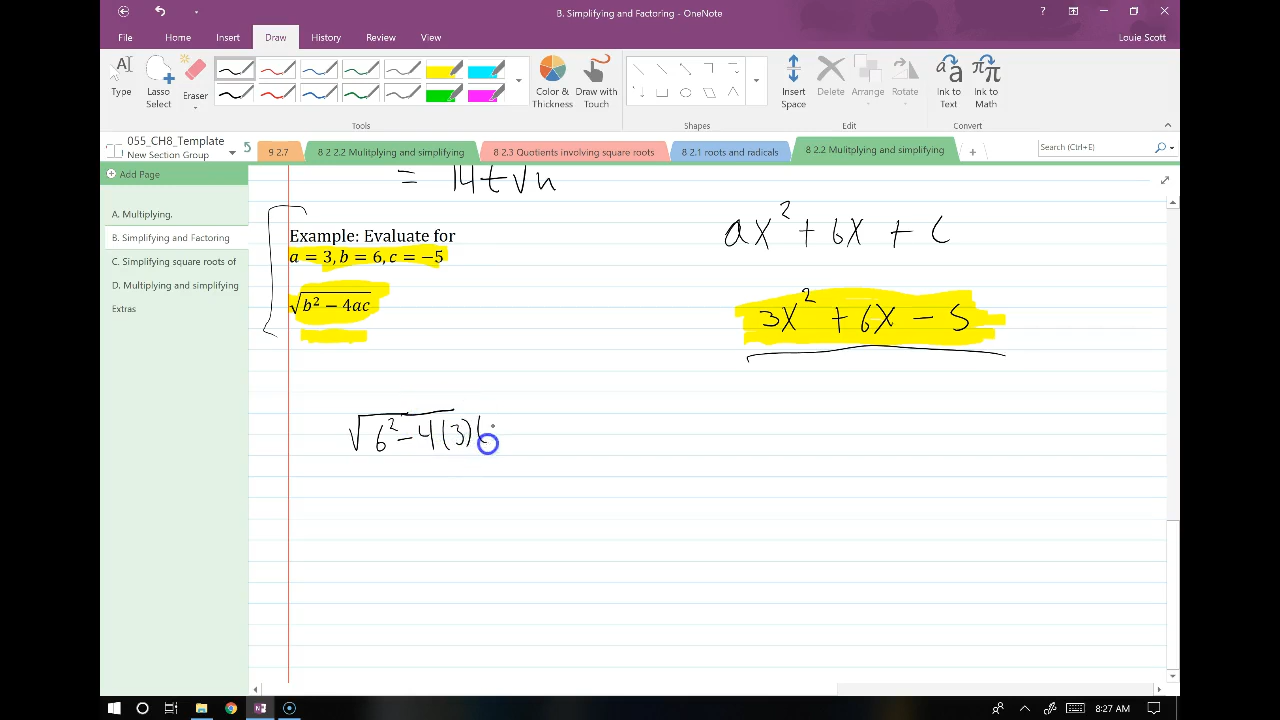 B. Simplifying and Factoring - OneNote
?
File Home Insert Draw History Review View
Louie Scott
Type
Lasso Select
Eraser
Color & Thickness
Draw with Touch
Insert Space
Delete
Arrange
Rotate
Ink to Text
Ink to Math
Tools
Shapes
Edit
Convert
055_CH8_Template
New Section Group
9 2.7
8 2.2.2 Mulitplying and simplifying
8 2.3 Quotients involving square roots
8 2.1 roots and radicals
8 2.2 Mulitplying and simplifying
Search (Ctrl+E)
Add Page
A. Multiplying.
B. Simplifying and Factoring
C. Simplifying square roots of
D. Multiplying and simplifying
Extras
= 14t√n
Example: Evaluate for
a = 3, b = 6, c = −5
√b² − 4ac
ax² + bx + c
3x² + 6x − 5
√6² − 4(3)(
8:27 AM